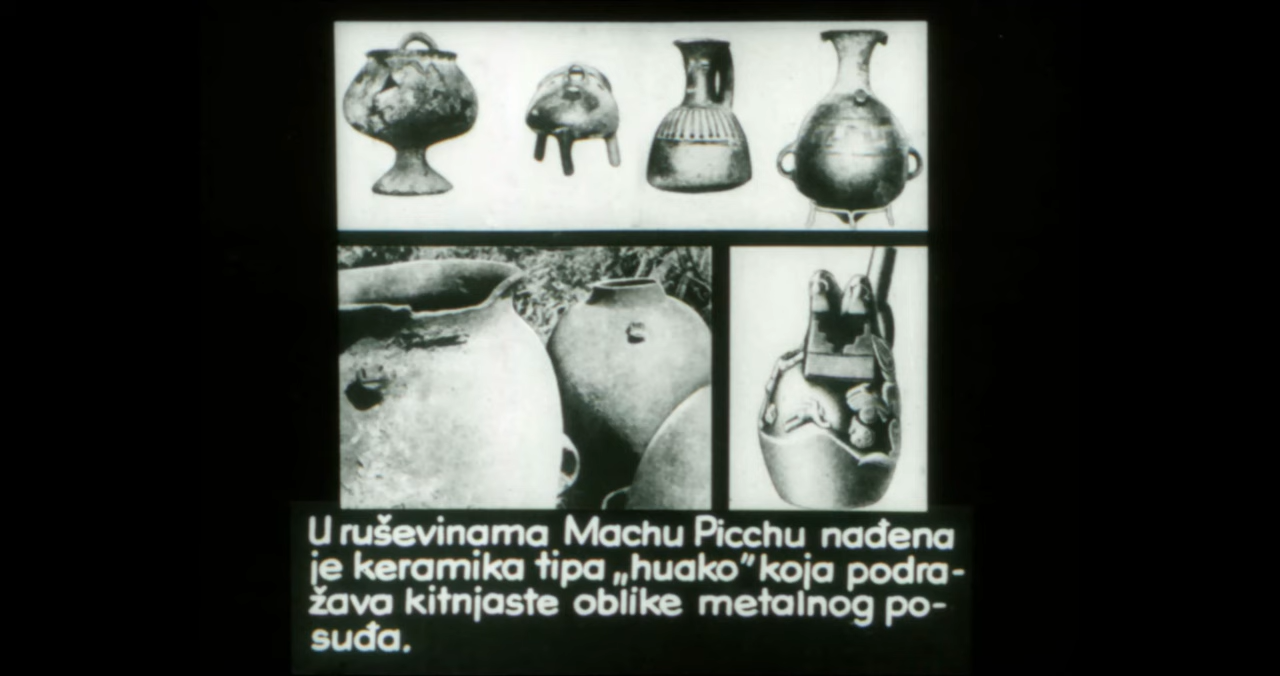 U ruševinama Machu Picchu nađena
je keramika tipa „huako” koja podra-
žava kitnjaste oblike metalnog po-
suđa.